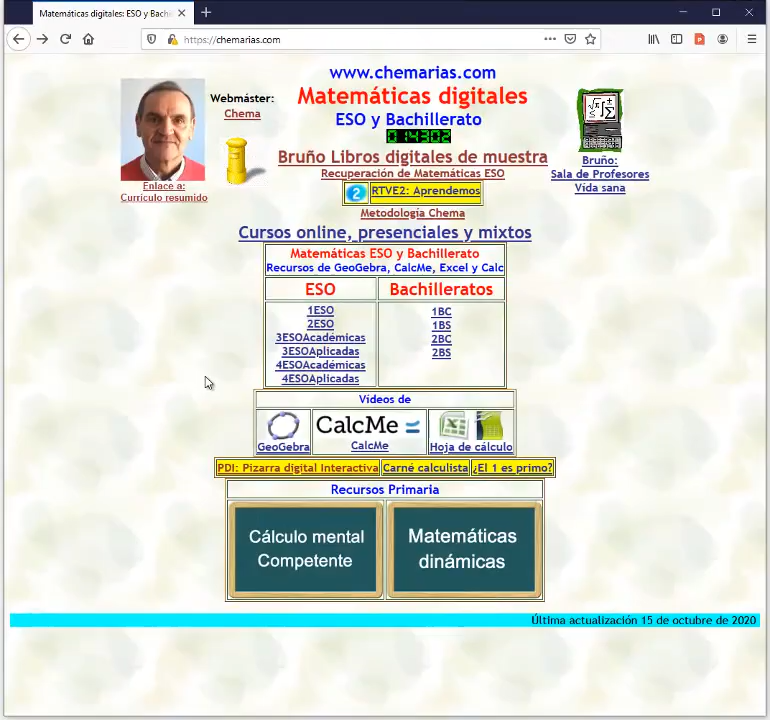 Matemáticas digitales: ESO y Bachi
https://chemarias.com
www.chemarias.com
Webmáster:
Chema
Matemáticas digitales
ESO y Bachillerato
014302
Bruño Libros digitales de muestra
Recuperación de Matemáticas ESO
2 RTVE2: Aprendemos
Metodología Chema
Enlace a:
Currículo resumido
Bruño:
Sala de Profesores
Vida sana
Cursos online, presenciales y mixtos
Matemáticas ESO y Bachillerato
Recursos de GeoGebra, CalcMe, Excel y Calc
ESO Bachilleratos
1ESO
2ESO
3ESOAcadémicas
3ESOAplicadas
4ESOAcadémicas
4ESOAplicadas
1BC
1BS
2BC
2BS
Vídeos de
CalcMe
GeoGebra CalcMe Hoja de cálculo
PDI: Pizarra digital Interactiva Carné calculista ¿El 1 es primo?
Recursos Primaria
Cálculo mental
Competente
Matemáticas
dinámicas
Última actualización 15 de octubre de 2020